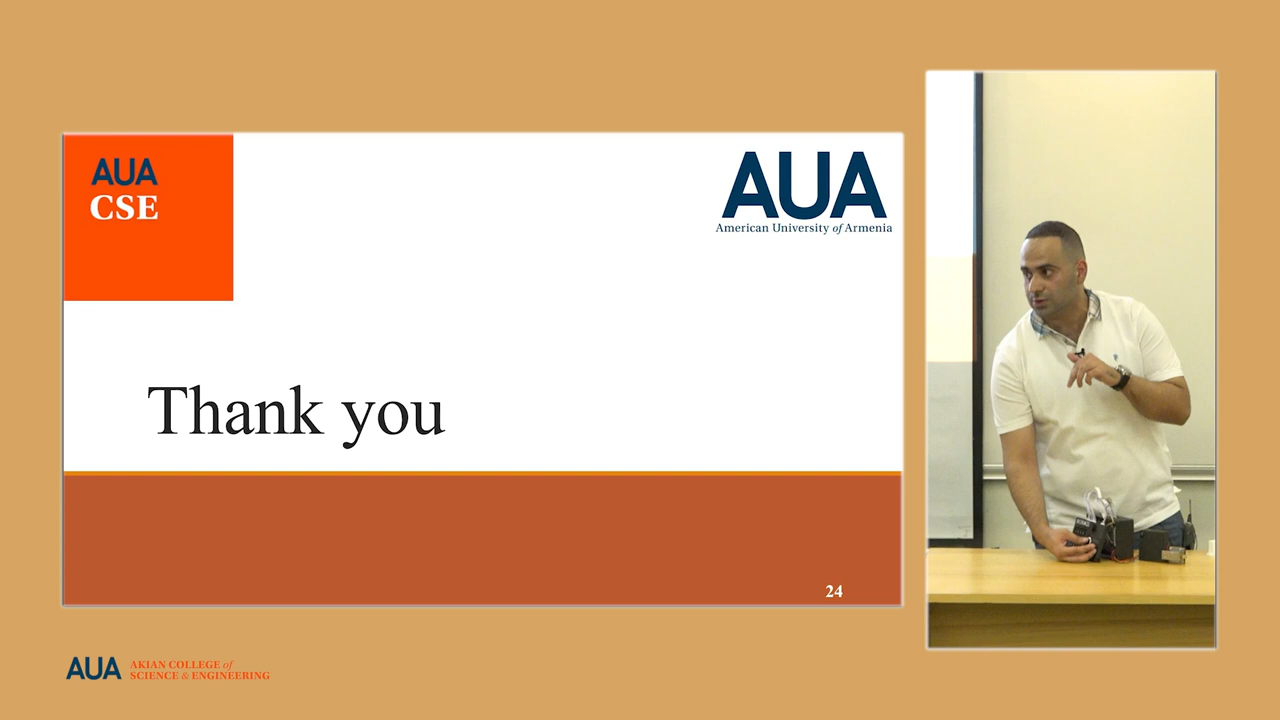 AUA
CSE
AUA
American University of Armenia
Thank you
24
AUA
AKIAN COLLEGE of
SCIENCE & ENGINEERING